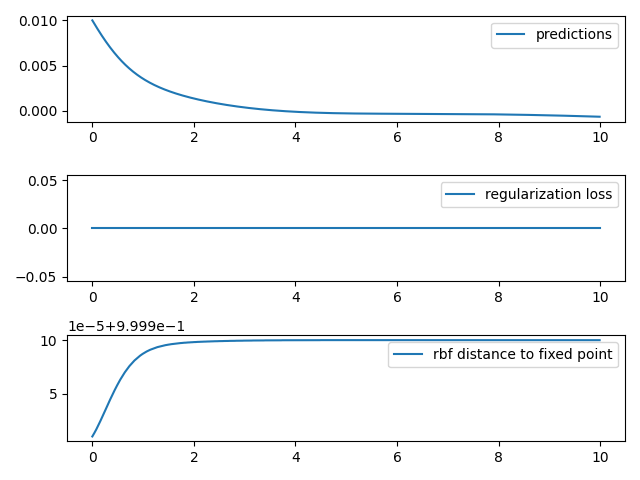 0.010
0.005
0.000
predictions
0 2 4 6 8 10
0.05
0.00
−0.05
regularization loss
0 2 4 6 8 10
1e−5+9.999e−1
10
5
rbf distance to fixed point
0 2 4 6 8 10